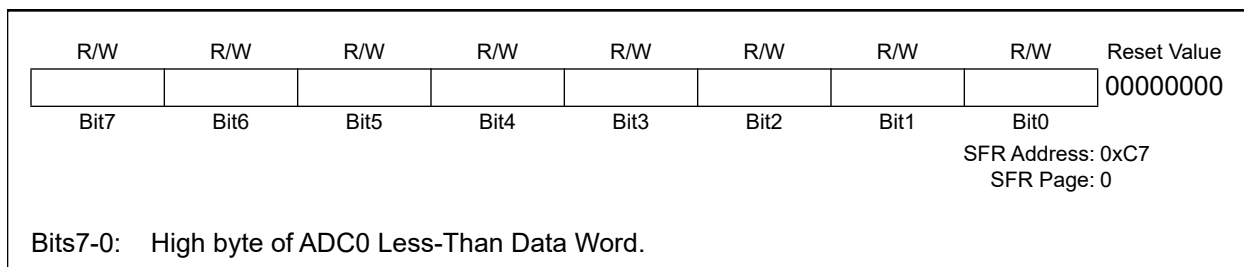 R/W R/W R/W R/W R/W R/W R/W R/W Reset Value
00000000
Bit7 Bit6 Bit5 Bit4 Bit3 Bit2 Bit1 Bit0
SFR Address: 0xC7
SFR Page: 0
Bits7-0: High byte of ADC0 Less-Than Data Word.